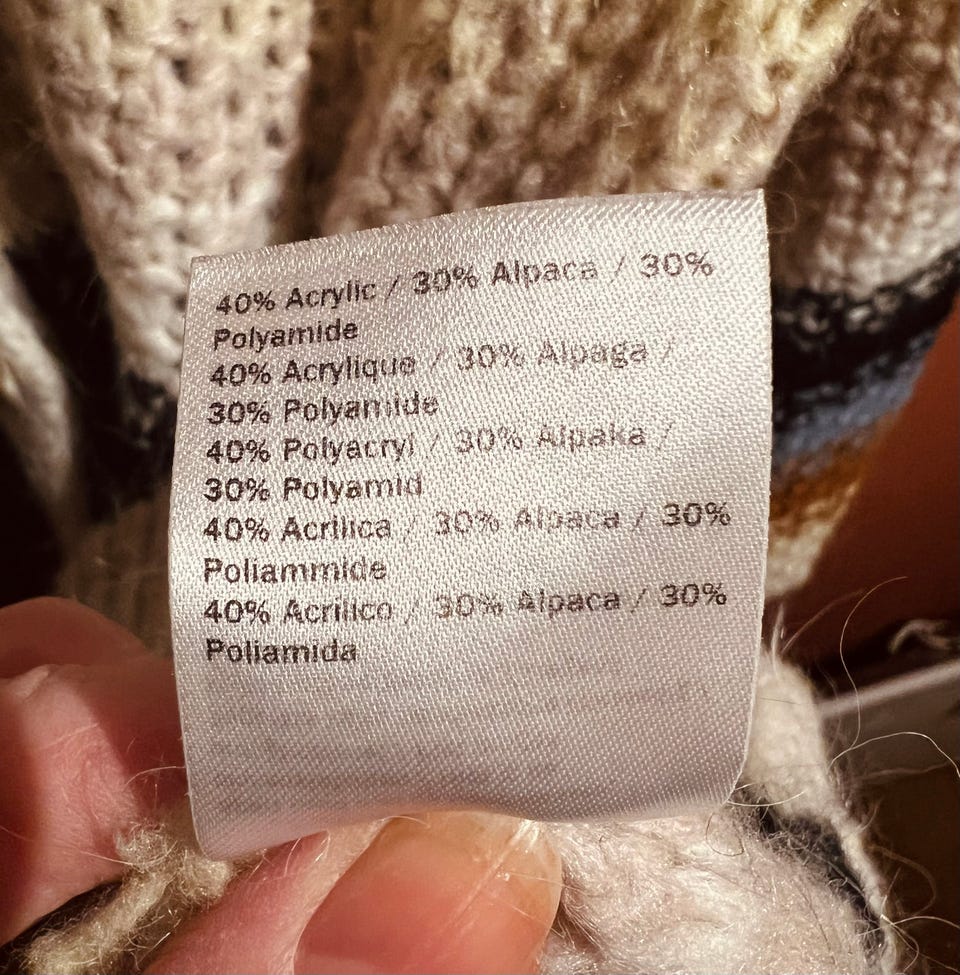 40% Acrylic / 30% Alpaca / 30%
Polyamide
40% Acrylique / 30% Alpaga /
30% Polyamide
40% Polyacryl / 30% Alpaka /
30% Polyamid
40% Acrilica / 30% Alpaca / 30%
Poliammide
40% Acrilico / 30% Alpaca / 30%
Poliamida